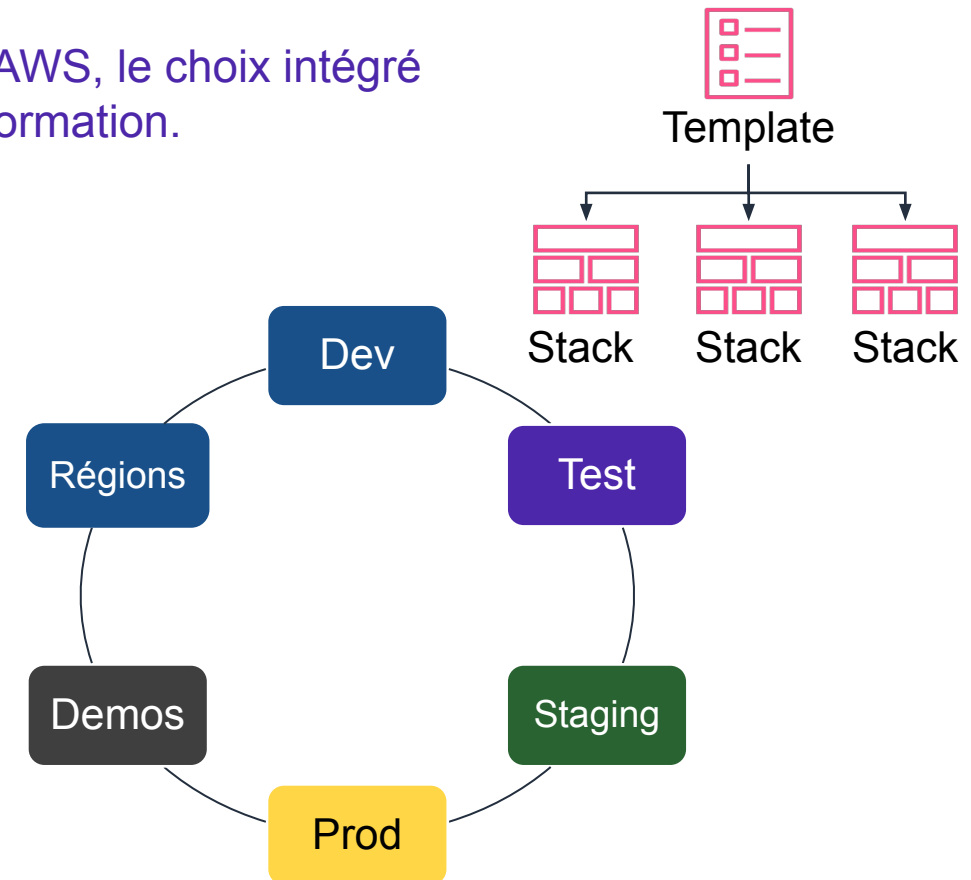 AWS, le choix intégré
ormation.
Template
Stack Stack Stack
Dev
Régions
Test
Demos
Staging
Prod